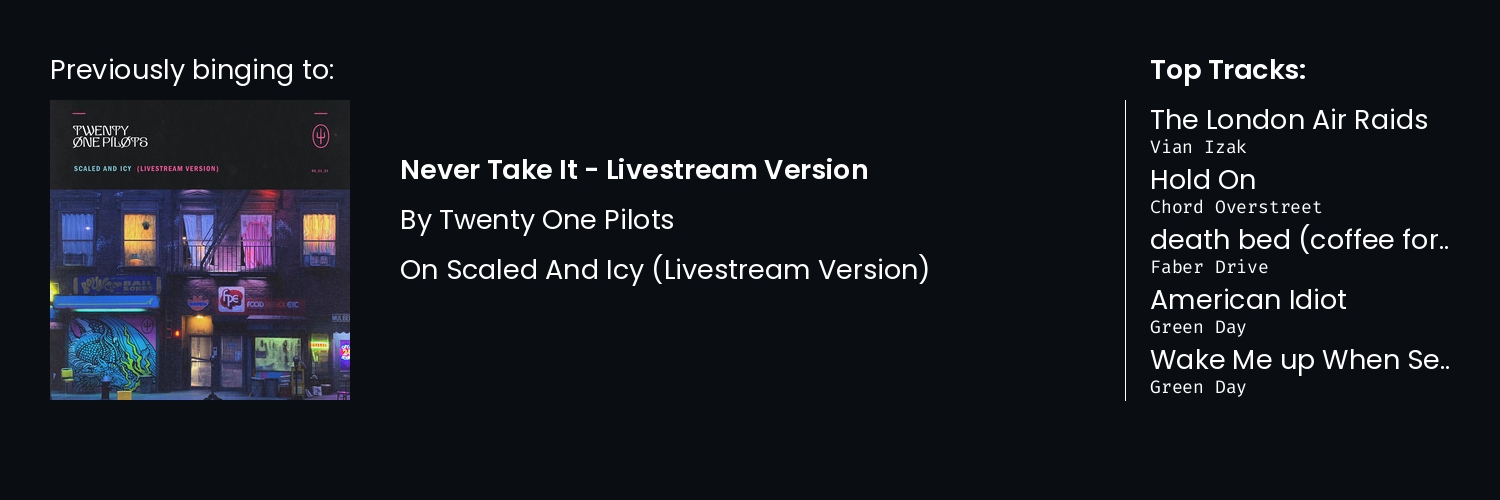 Previously binging to:
TWENTY
ØNE PILØTS
SCALED AND ICY (LIVESTREAM VERSION)
Never Take It - Livestream Version
By Twenty One Pilots
On Scaled And Icy (Livestream Version)
Top Tracks:
The London Air Raids
Vian Izak
Hold On
Chord Overstreet
death bed (coffee for..
Faber Drive
American Idiot
Green Day
Wake Me up When Se..
Green Day